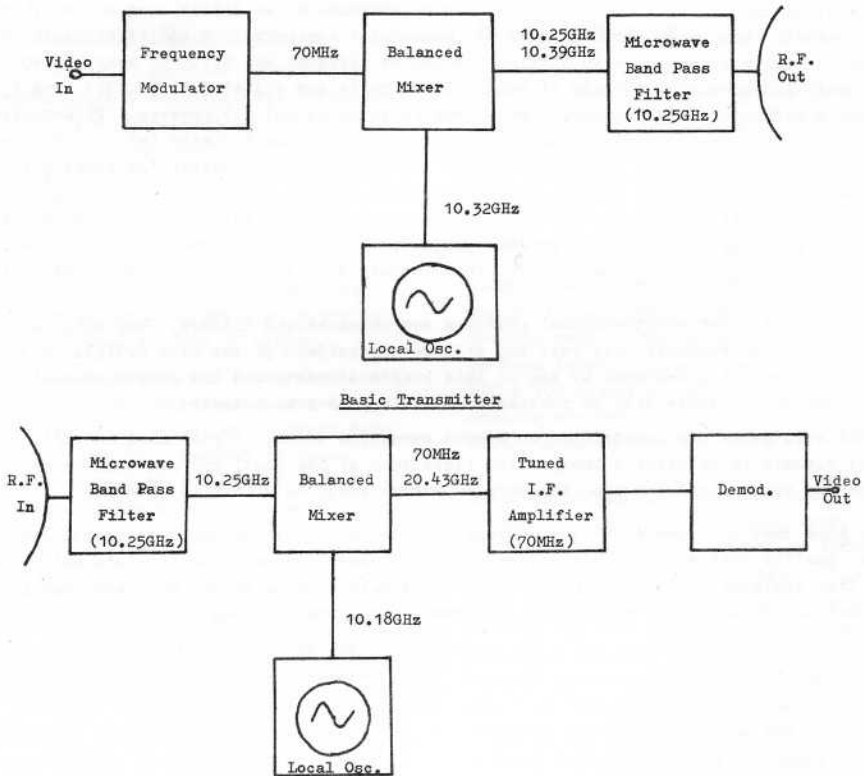 Video
In
Frequency
Modulator
70MHz
Balanced
Mixer
10.25GHz
10.39GHz
Microwave
Band Pass
Filter
(10.25GHz)
R.F.
Out
10.32GHz
Local Osc.
Basic Transmitter
R.F.
In
Microwave
Band Pass
Filter
(10.25GHz)
10.25GHz
Balanced
Mixer
70MHz
20.43GHz
Tuned
I.F.
Amplifier
(70MHz)
Demod.
Video
Out
10.18GHz
Local Osc.